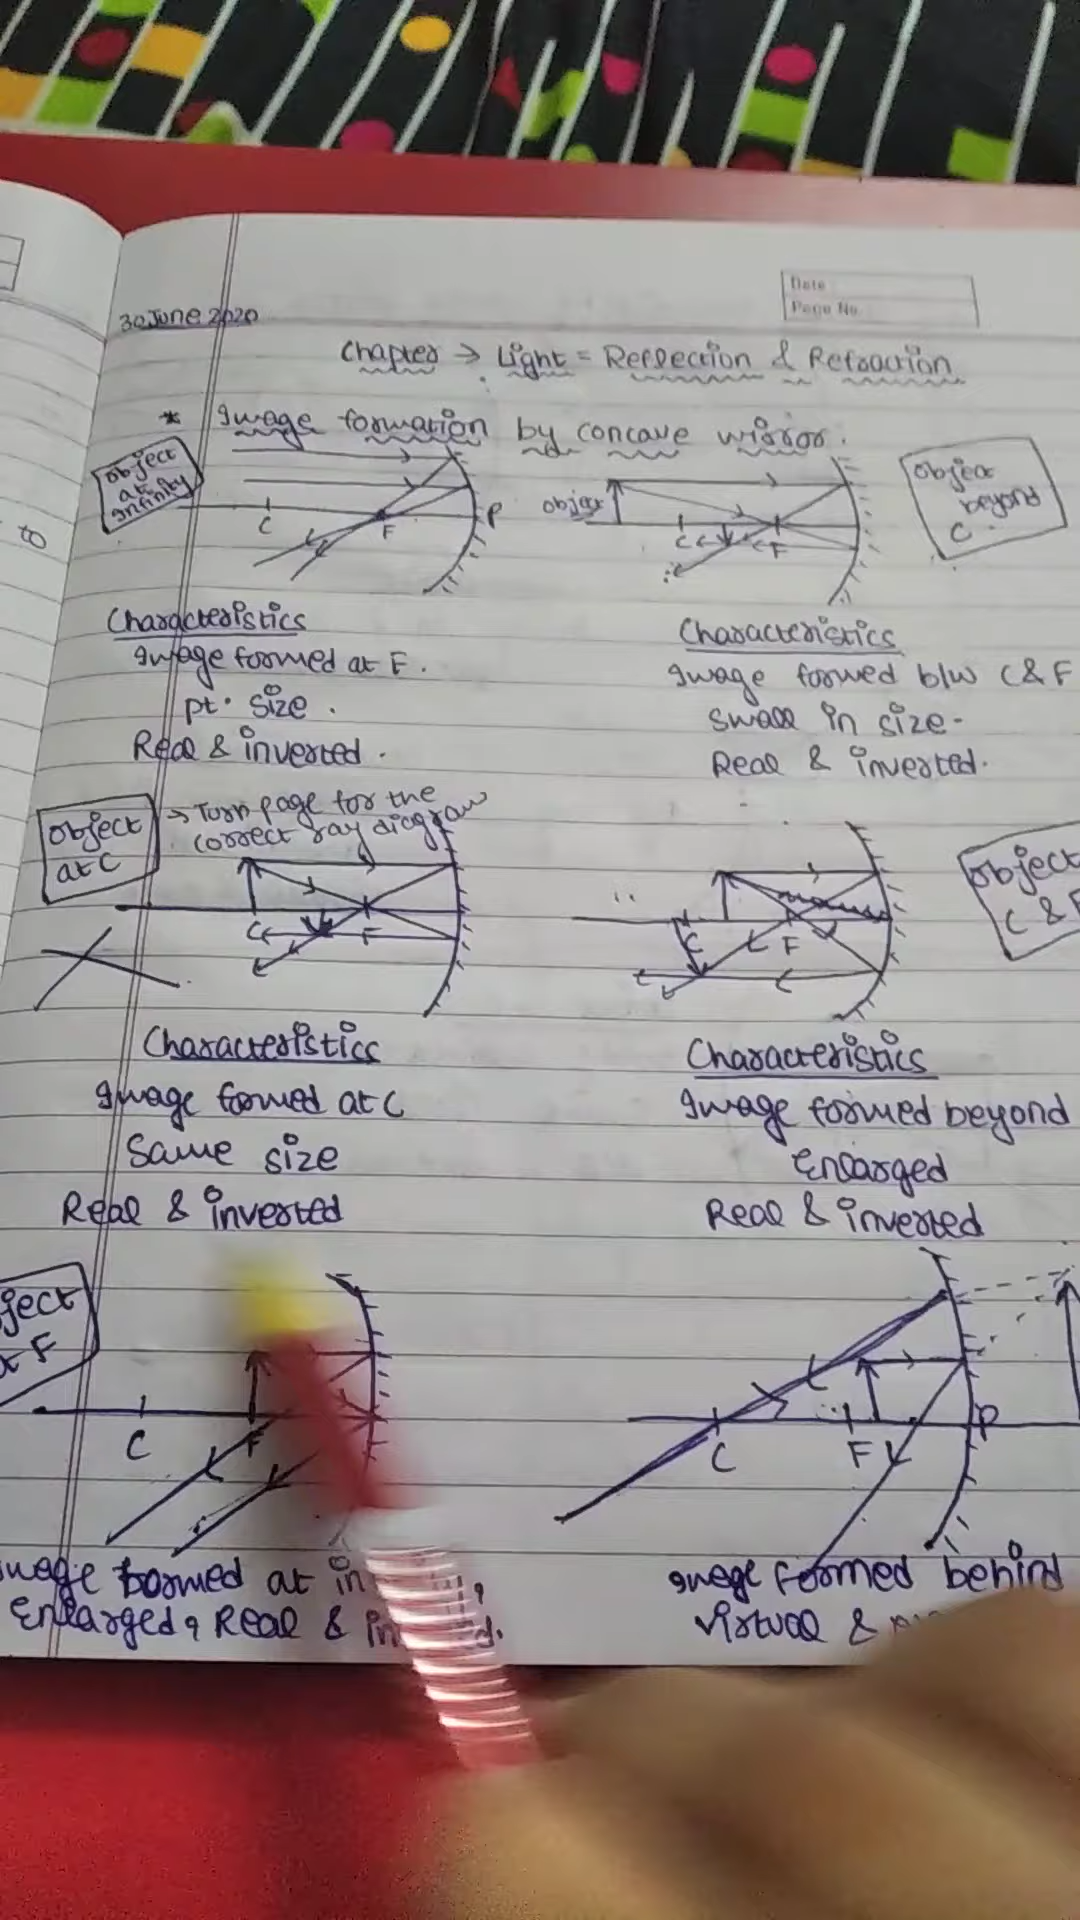 Date
Page No.
30 June 2020
Chapter → Light = Reflection & Refraction
* Image formation by concave mirror.
Object
at
Infinity
C
F
P
object
C
F
Object
beyond
C
to
Characteristics
Image formed at F.
pt. size.
Real & inverted.
Characteristics
Image formed b/w C & F
Small in size.
Real & inverted.
Object
at C
→ Turn page for the
correct ray diagram
C
F
C
F
Object
C & F
Characteristics
Image formed at C
Same size
Real & inverted
Characteristics
Image formed beyond
Enlarged
Real & inverted
ject
t F
C
F
C
F
P
mage formed at in
Enlarged, Real & in d.
Image formed behind
Virtual &